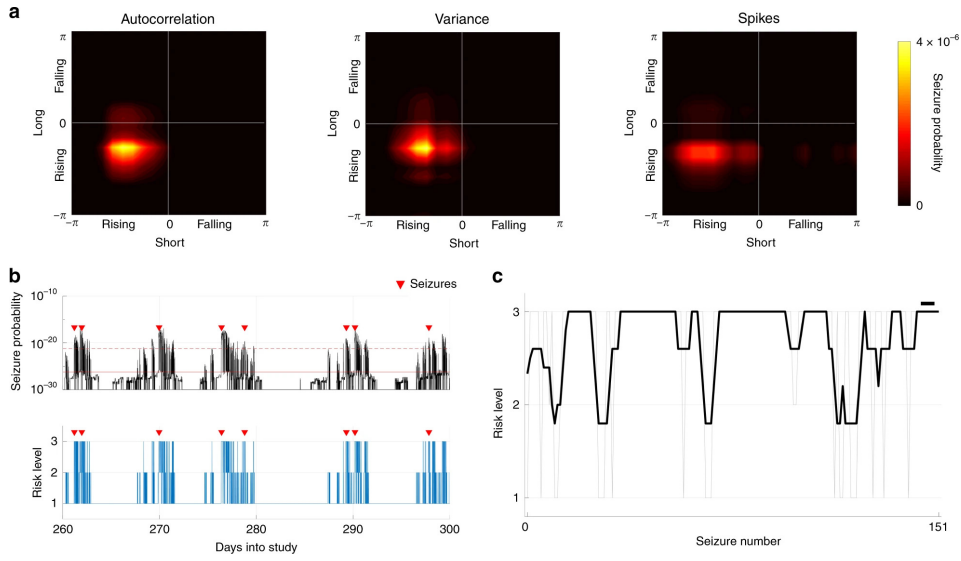 a
Autocorrelation
Variance
Spikes
π
Falling
0
Rising
−π
Long
−π
Rising
0
Falling
π
Short
π
Falling
0
Rising
−π
Long
−π
Rising
0
Falling
π
Short
π
Falling
0
Rising
−π
Long
−π
Rising
0
Falling
π
Short
4 × 10⁻⁶
0
Seizure probability
b
Seizures
10⁻¹⁰
10⁻²⁰
10⁻³⁰
Seizure probability
3
2
1
Risk level
260
270
280
290
300
Days into study
c
3
2
1
Risk level
0
151
Seizure number